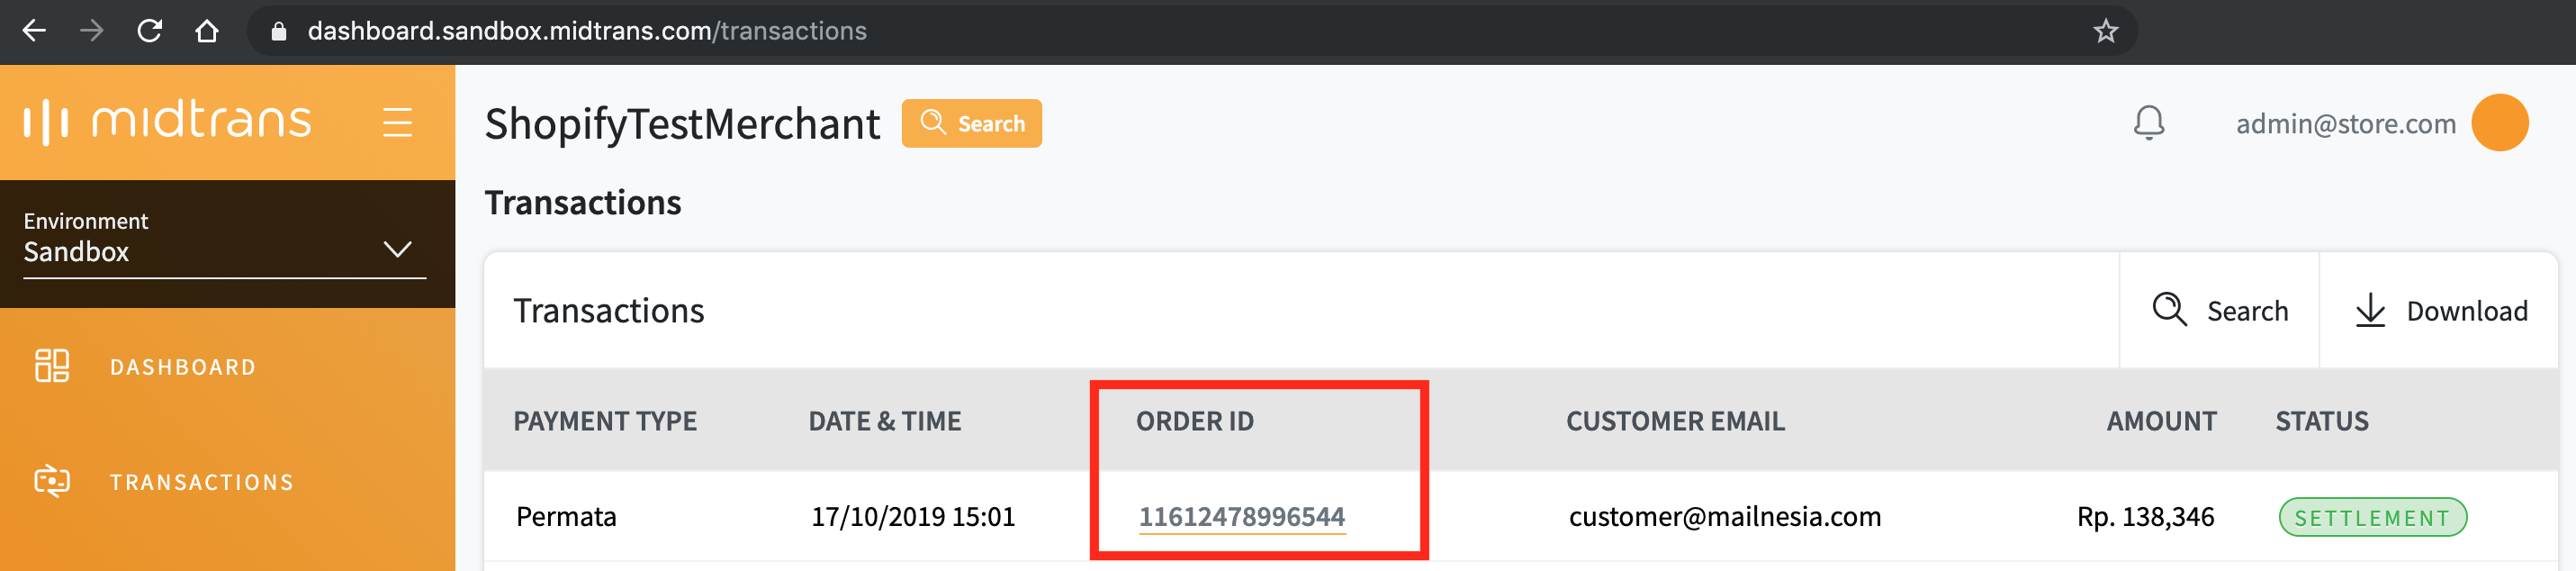 dashboard.sandbox.midtrans.com/transactions
midtrans
ShopifyTestMerchant Search admin@store.com
Environment
Sandbox
Transactions
Transactions Search Download
DASHBOARD
TRANSACTIONS
PAYMENT TYPE DATE & TIME ORDER ID CUSTOMER EMAIL AMOUNT STATUS
Permata 17/10/2019 15:01 11612478996544 customer@mailnesia.com Rp. 138,346 SETTLEMENT